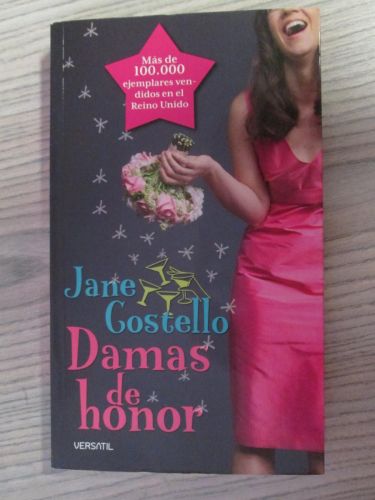 Más de
100.000
ejemplares ven-
didos en el
Reino Unido
Jane
Costello
Damas
de
honor
VERSATIL